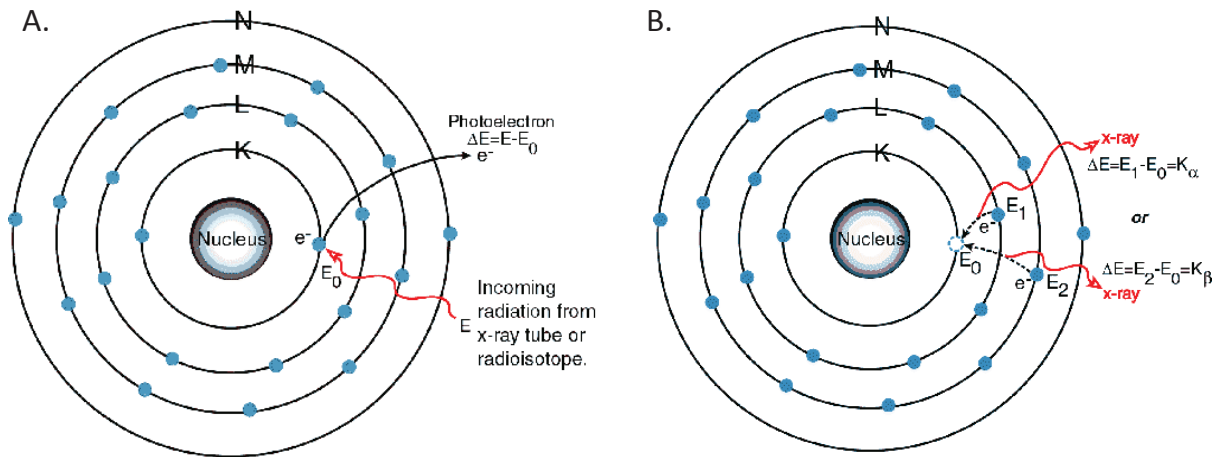 A.
N
M
L
K
Nucleus
Photoelectron
ΔE=E-E₀
e⁻
e⁻
E₀
E
Incoming
radiation from
x-ray tube or
radioisotope.
B.
N
M
L
K
Nucleus
x-ray
ΔE=E₁-E₀=Kα
E₁
e⁻
or
E₀
ΔE=E₂-E₀=Kᵦ
e⁻
E₂
x-ray